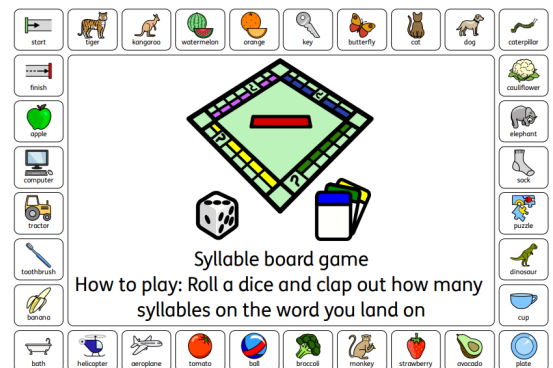 start
tiger
kangaroo
watermelon
orange
key
butterfly
cat
dog
caterpillar
cauliflower
elephant
sock
puzzle
dinosaur
cup
plate
avocado
strawberry
monkey
broccoli
ball
tomato
aeroplane
helicopter
bath
banana
toothbrush
tractor
computer
apple
finish
?
?
?
Syllable board game
How to play: Roll a dice and clap out how many
syllables on the word you land on